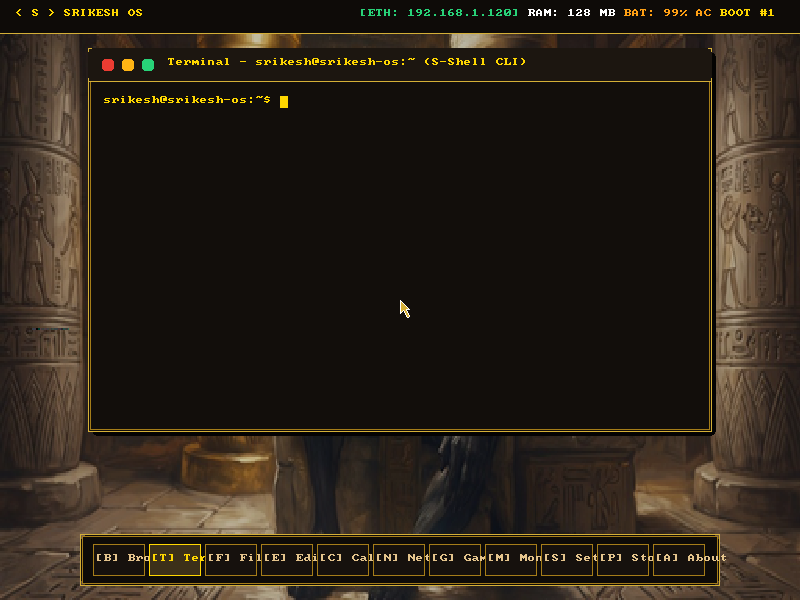 < S > SRIKESH OS [ETH: 192.168.1.120] RAM: 128 MB BAT: 99% AC BOOT #1
Terminal - srikesh@srikesh-os:~ (S-Shell CLI)
srikesh@srikesh-os:~$
[B] Bro[T] Ter[F] Fil[E] Edi[C] Cal[N] Net[G] Gam[M] Mon[S] Set[P] Sto[A] About